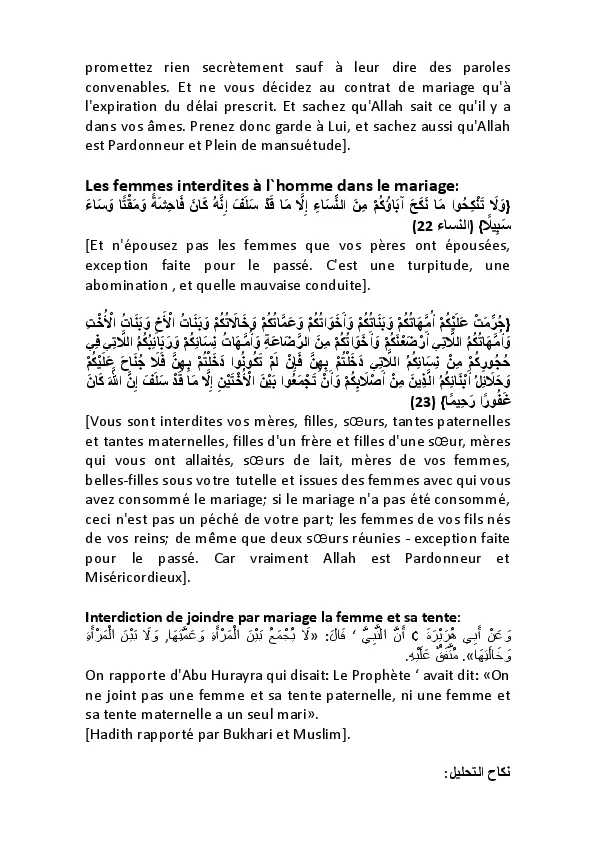 promettez rien secrètement sauf à leur dire des paroles
convenables. Et ne vous décidez au contrat de mariage qu'à
l'expiration du délai prescrit. Et sachez qu'Allah sait ce qu'il y a
dans vos âmes. Prenez donc garde à Lui, et sachez aussi qu'Allah
est Pardonneur et Plein de mansuétude].
Les femmes interdites à l`homme dans le mariage:
{وَلَا تَنْكِحُوا مَا نَكَحَ آَبَاؤُكُمْ مِنَ النِّسَاءِ إِلَّا مَا قَدْ سَلَفَ إِنَّهُ كَانَ فَاحِشَةً وَمَقْتًا وَسَاءَ
سَبِيلًا} (النساء 22)
[Et n'épousez pas les femmes que vos pères ont épousées,
exception faite pour le passé. C'est une turpitude, une
abomination , et quelle mauvaise conduite].
{حُرِّمَتْ عَلَيْكُمْ أُمَّهَاتُكُمْ وَبَنَاتُكُمْ وَأَخَوَاتُكُمْ وَعَمَّاتُكُمْ وَخَالَاتُكُمْ وَبَنَاتُ الْأَخِ وَبَنَاتُ الْأُخْتِ
وَأُمَّهَاتُكُمُ اللَّاتِي أَرْضَعْنَكُمْ وَأَخَوَاتُكُمْ مِنَ الرَّضَاعَةِ وَأُمَّهَاتُ نِسَائِكُمْ وَرَبَائِبُكُمُ اللَّاتِي فِي
حُجُورِكُمْ مِنْ نِسَائِكُمُ اللَّاتِي دَخَلْتُمْ بِهِنَّ فَإِنْ لَمْ تَكُونُوا دَخَلْتُمْ بِهِنَّ فَلَا جُنَاحَ عَلَيْكُمْ
وَحَلَائِلُ أَبْنَائِكُمُ الَّذِينَ مِنْ أَصْلَابِكُمْ وَأَنْ تَجْمَعُوا بَيْنَ الْأُخْتَيْنِ إِلَّا مَا قَدْ سَلَفَ إِنَّ اللَّهَ كَانَ
غَفُورًا رَحِيمًا} (23)
[Vous sont interdites vos mères, filles, sœurs, tantes paternelles
et tantes maternelles, filles d'un frère et filles d'une sœur, mères
qui vous ont allaités, sœurs de lait, mères de vos femmes,
belles-filles sous votre tutelle et issues des femmes avec qui vous
avez consommé le mariage; si le mariage n'a pas été consommé,
ceci n'est pas un péché de votre part; les femmes de vos fils nés
de vos reins; de même que deux sœurs réunies - exception faite
pour le passé. Car vraiment Allah est Pardonneur et
Miséricordieux].
Interdiction de joindre par mariage la femme et sa tente:
وَعَنْ أَبِي هُرَيْرَةَ ¢ أَنَّ النَّبِيَّ ‘ قَالَ: «لَا يُجْمَعُ بَيْنَ الْمَرْأَةِ وَعَمَّتِهَا, وَلَا بَيْنَ الْمَرْأَةِ
وَخَالَتِهَا». مُتَّفَقٌ عَلَيْهِ.
On rapporte d'Abu Hurayra qui disait: Le Prophète ‘ avait dit: «On
ne joint pas une femme et sa tente paternelle, ni une femme et
sa tente maternelle a un seul mari».
[Hadith rapporté par Bukhari et Muslim].
نكاح التحليل: